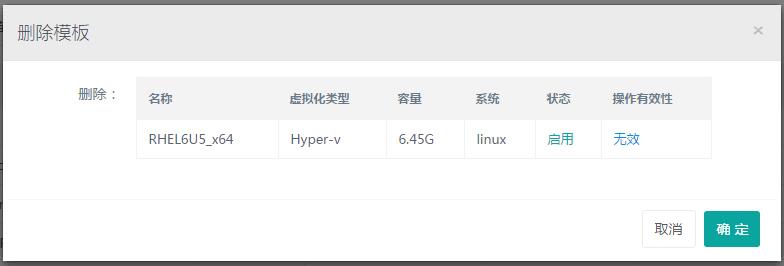 删除模板 ×
删除： 名称 虚拟化类型 容量 系统 状态 操作有效性
RHEL6U5_x64 Hyper-v 6.45G linux 启用 无效
取消 确 定